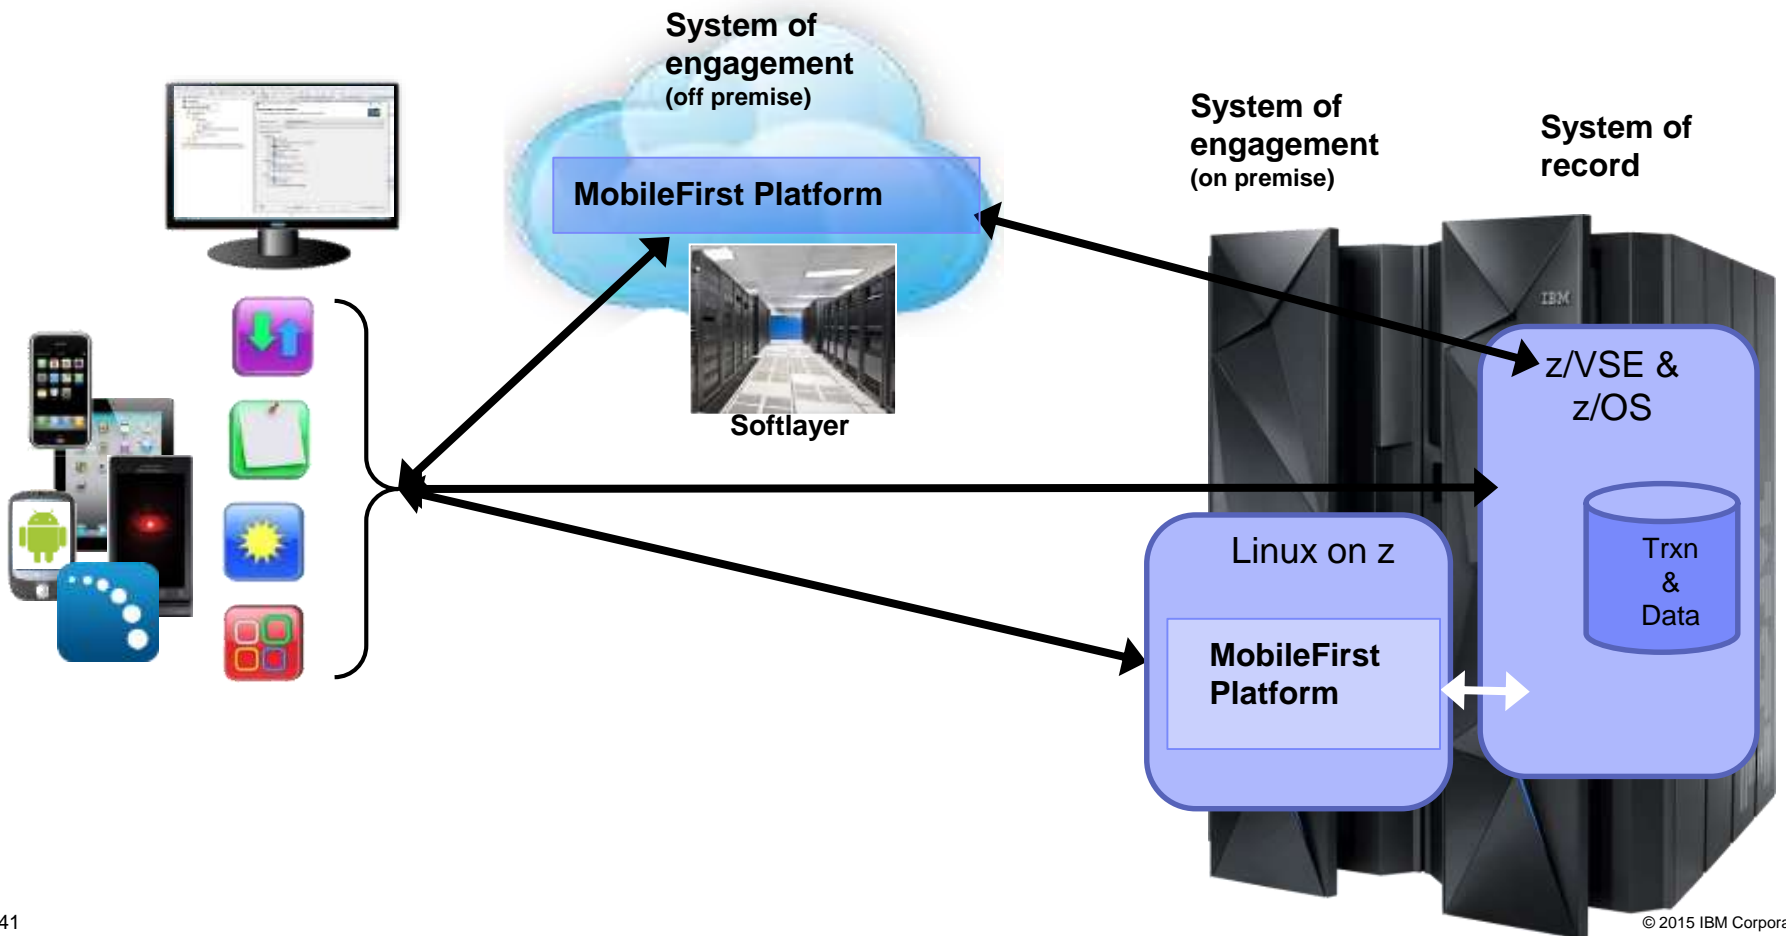 System of
engagement
(off premise)
MobileFirst Platform
Softlayer
System of
engagement
(on premise)
System of
record
IBM
z/VSE &
z/OS
Trxn
&
Data
Linux on z
MobileFirst
Platform
41
© 2015 IBM Corpora